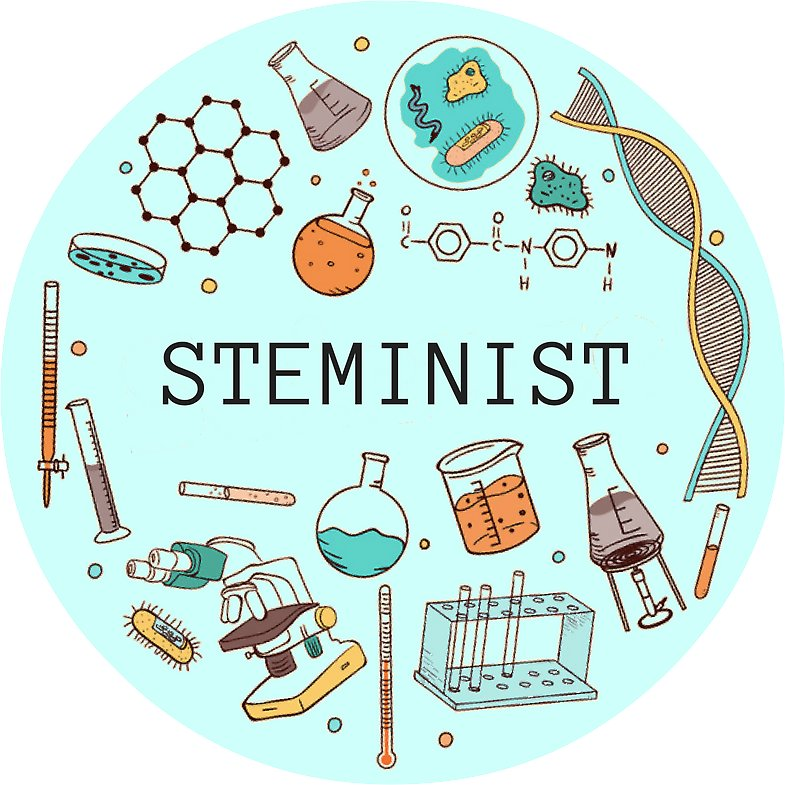 O O
C C N N
H H
STEMINIST